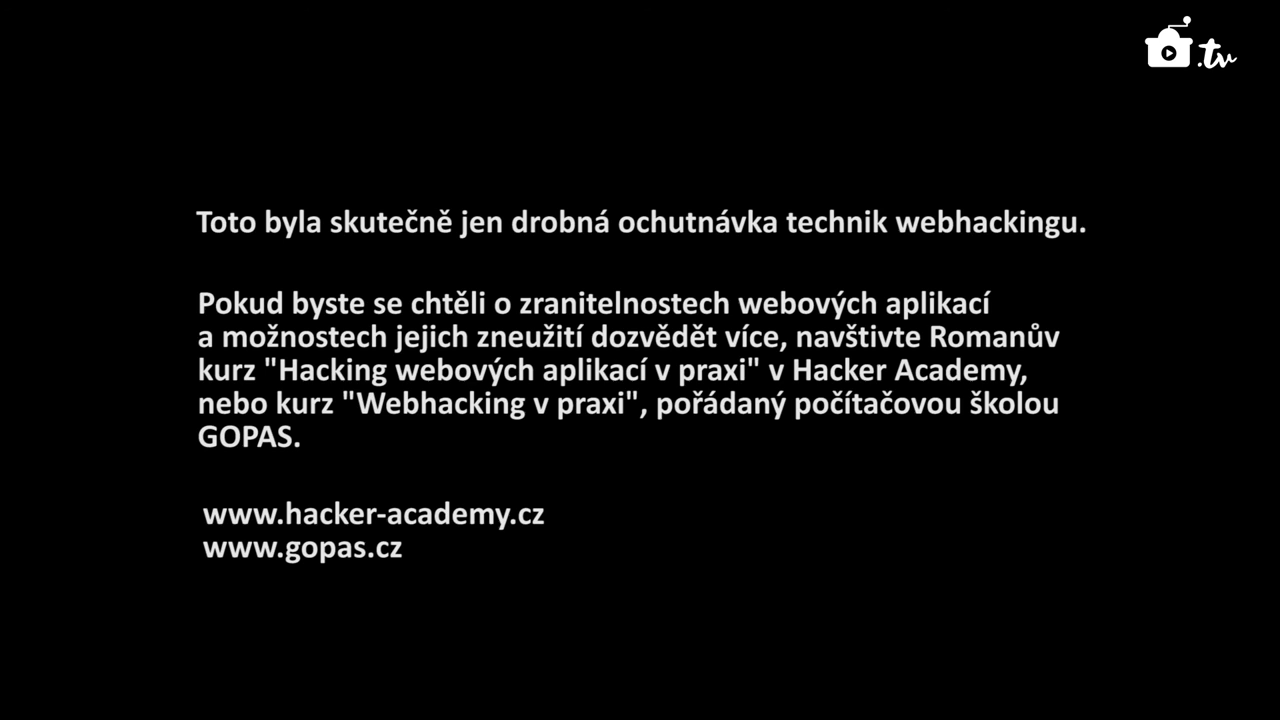 .tv
Toto byla skutečně jen drobná ochutnávka technik webhackingu.
Pokud byste se chtěli o zranitelnostech webových aplikací
a možnostech jejich zneužití dozvědět více, navštivte Romanův
kurz "Hacking webových aplikací v praxi" v Hacker Academy,
nebo kurz "Webhacking v praxi", pořádaný počítačovou školou
GOPAS.
www.hacker-academy.cz
www.gopas.cz